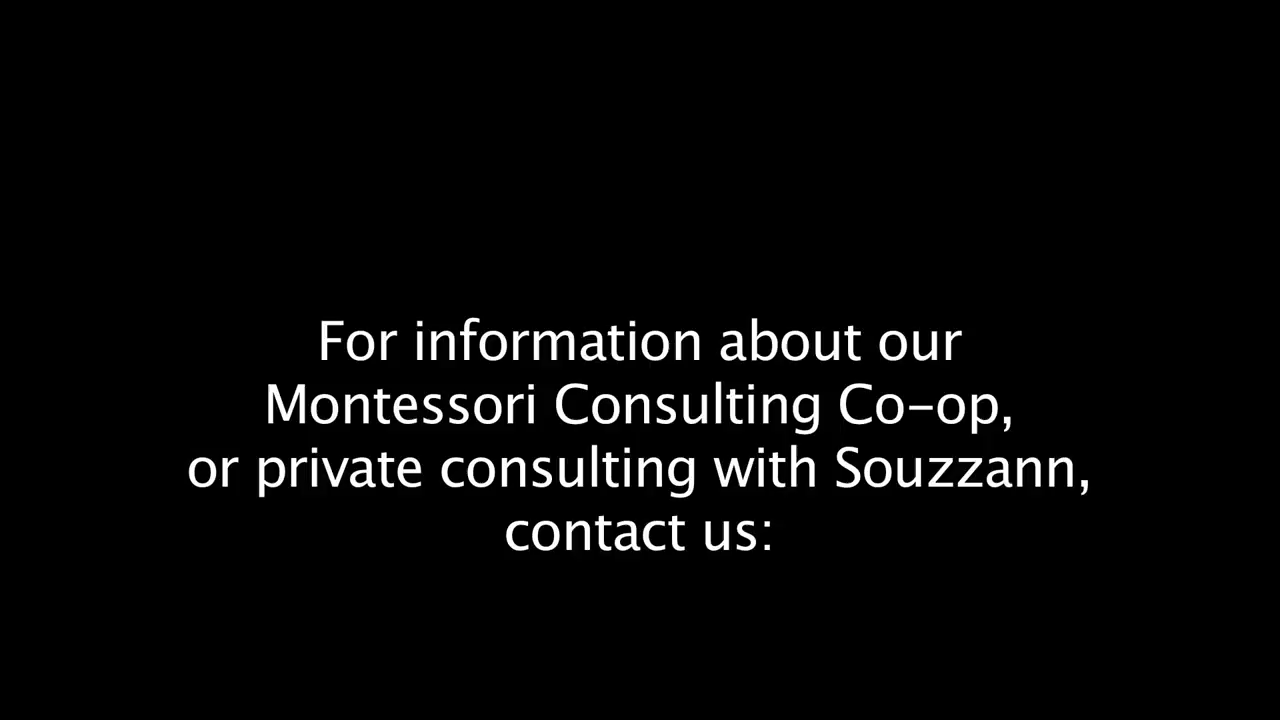 For information about our
Montessori Consulting Co-op,
or private consulting with Souzzann,
contact us: